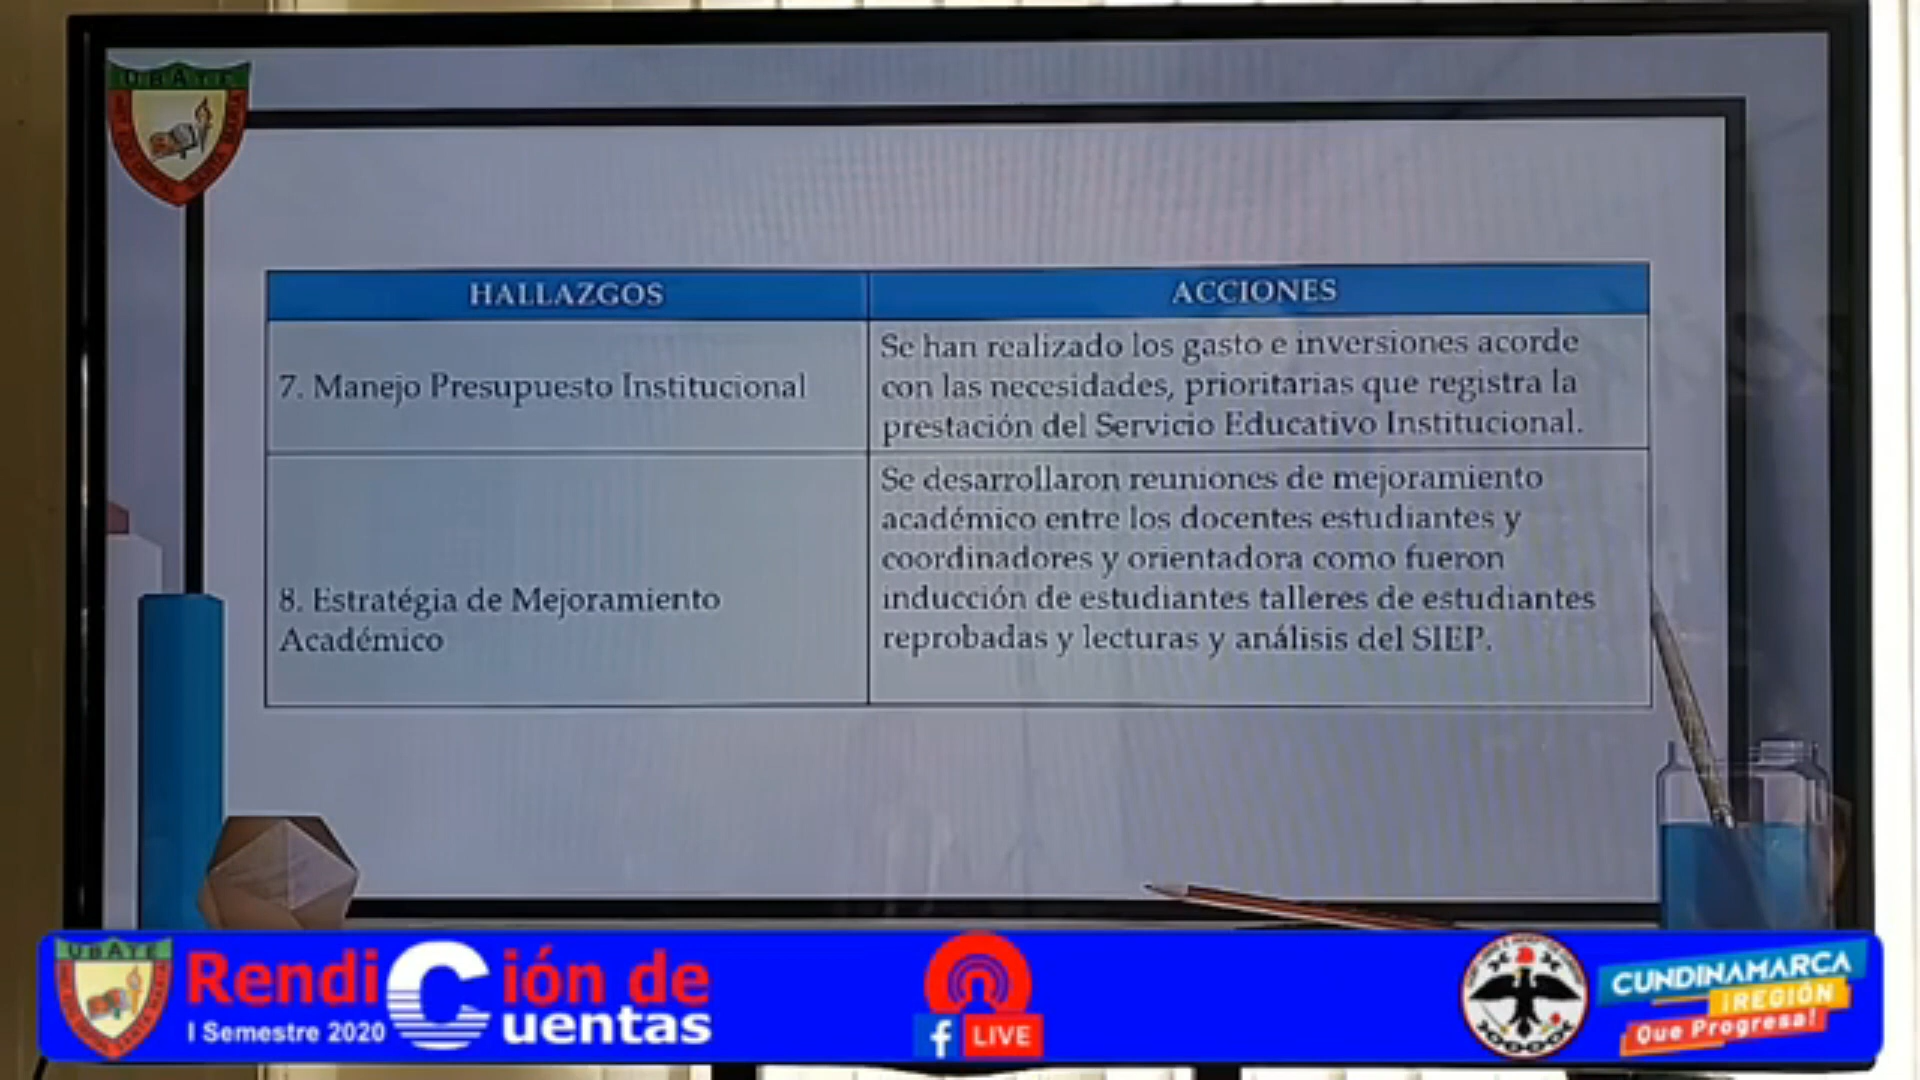 UBATE
HALLAZGOS
ACCIONES
7. Manejo Presupuesto Institucional
Se han realizado los gasto e inversiones acorde
con las necesidades, prioritarias que registra la
prestación del Servicio Educativo Institucional.
8. Estratégia de Mejoramiento
Académico
Se desarrollaron reuniones de mejoramiento
académico entre los docentes estudiantes y
coordinadores y orientadora como fueron
inducción de estudiantes talleres de estudiantes
reprobadas y lecturas y análisis del SIEP.
UBATE
Rendición de
Cuentas
I Semestre 2020
f LIVE
CUNDINAMARCA
¡REGIÓN
Que Progresa!